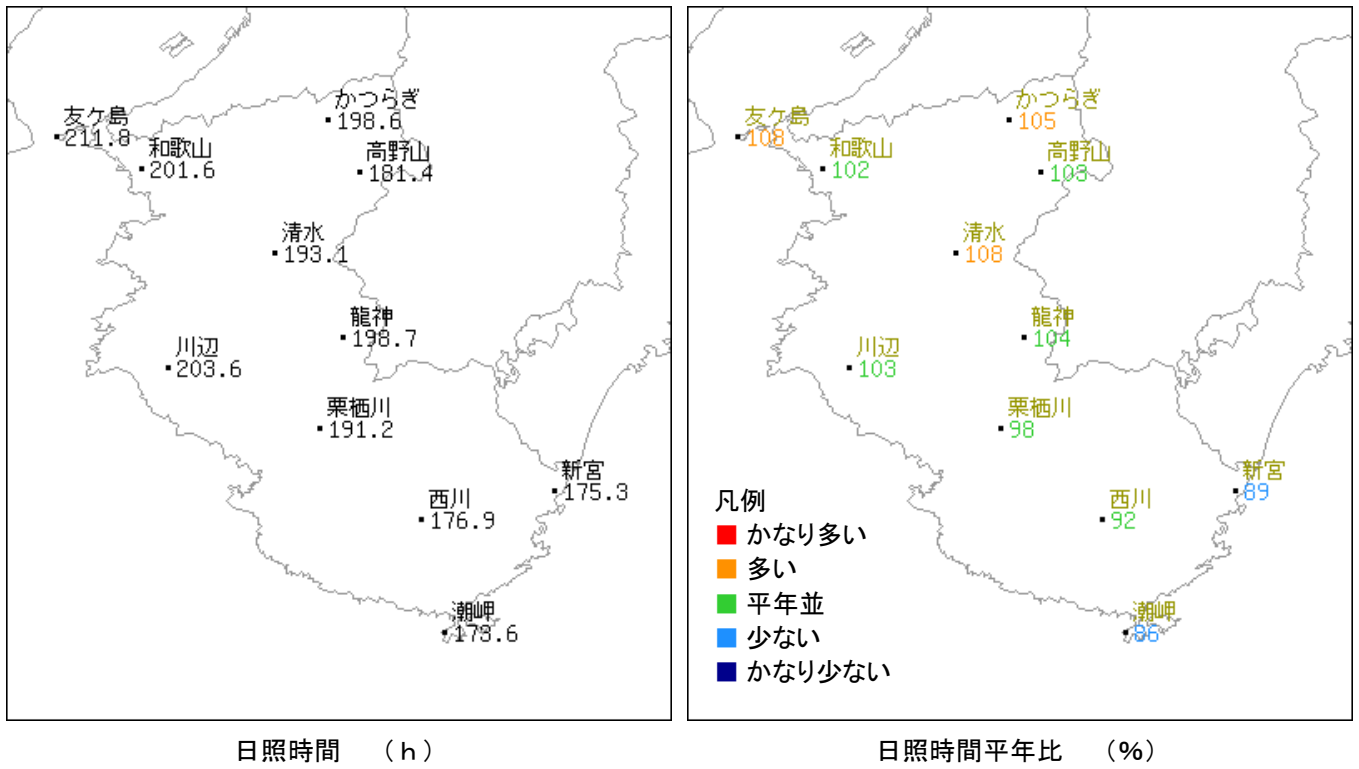 友ケ島
211.8
和歌山
201.6
かつらぎ
198.6
高野山
181.4
清水
193.1
龍神
198.7
川辺
203.6
栗栖川
191.2
新宮
175.3
西川
176.9
潮岬
173.6
日照時間 （ｈ）
友ケ島
108
和歌山
102
かつらぎ
105
高野山
103
清水
108
龍神
104
川辺
103
栗栖川
98
新宮
89
西川
92
潮岬
86
凡例
かなり多い
多い
平年並
少ない
かなり少ない
日照時間平年比 （％）